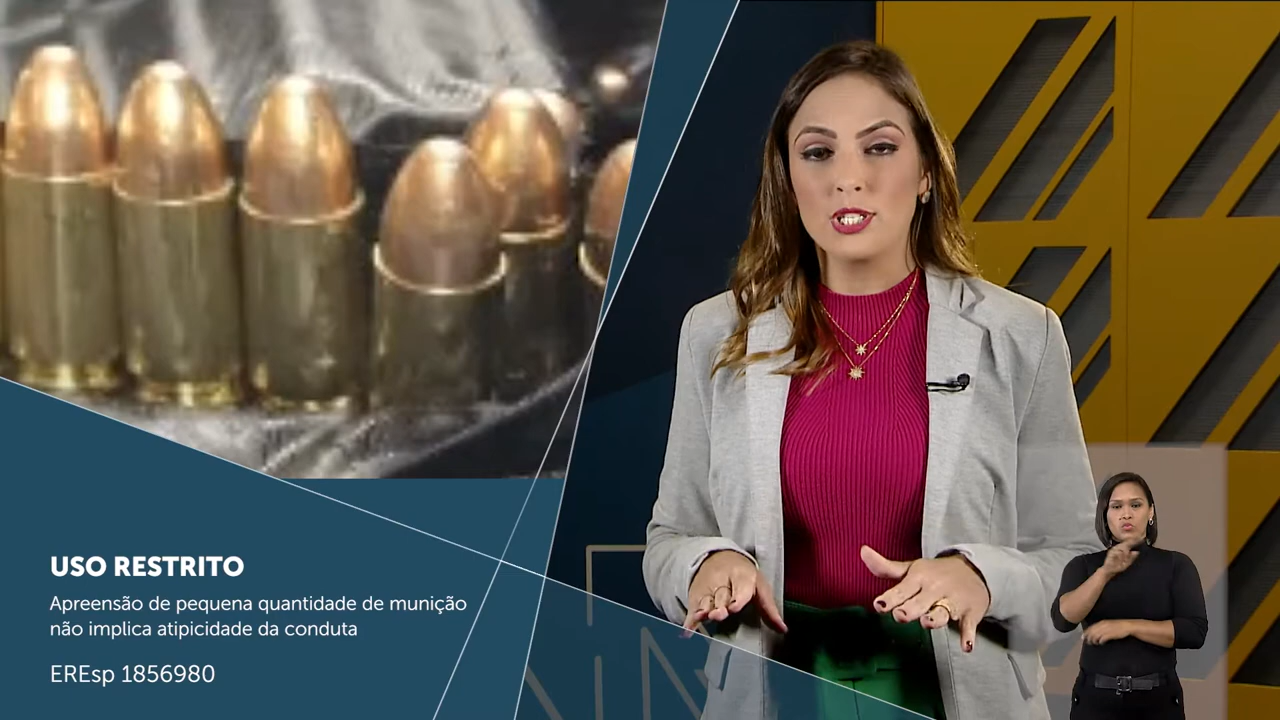 USO RESTRITO
Apreensão de pequena quantidade de munição
não implica atipicidade da conduta
EREsp 1856980